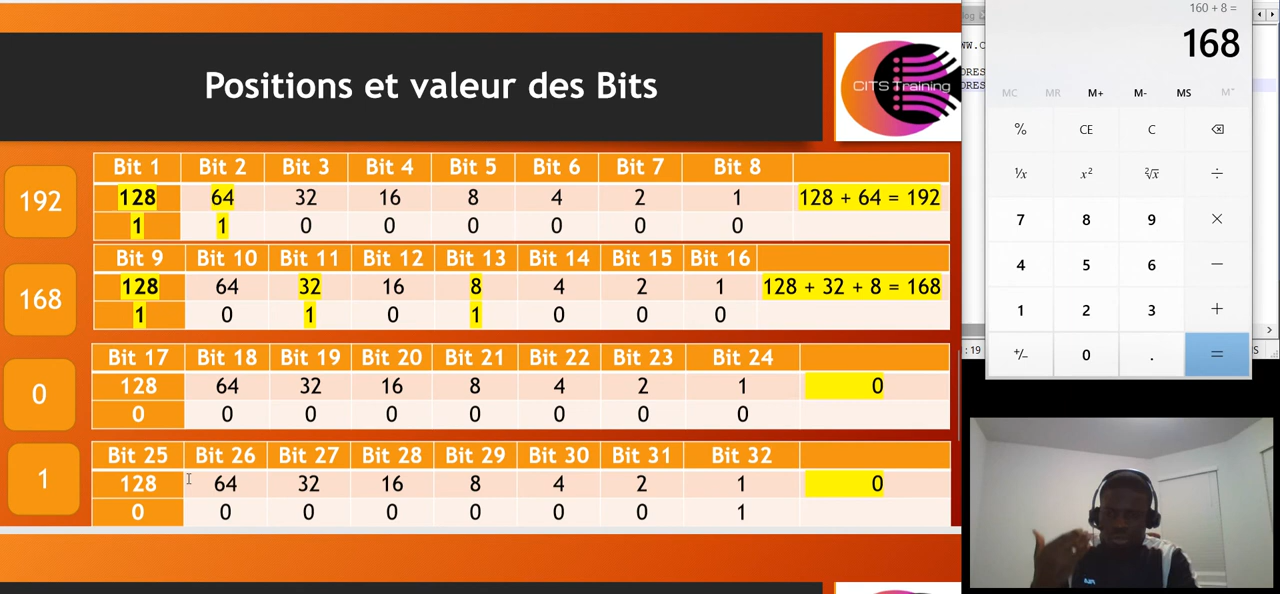 Positions et valeur des Bits
CITS Training
192
Bit 1 Bit 2 Bit 3 Bit 4 Bit 5 Bit 6 Bit 7 Bit 8
128 64 32 16 8 4 2 1 128 + 64 = 192
1 1 0 0 0 0 0 0
168
Bit 9 Bit 10 Bit 11 Bit 12 Bit 13 Bit 14 Bit 15 Bit 16
128 64 32 16 8 4 2 1 128 + 32 + 8 = 168
1 0 1 0 1 0 0 0
0
Bit 17 Bit 18 Bit 19 Bit 20 Bit 21 Bit 22 Bit 23 Bit 24
128 64 32 16 8 4 2 1 0
0 0 0 0 0 0 0 0
1
Bit 25 Bit 26 Bit 27 Bit 28 Bit 29 Bit 30 Bit 31 Bit 32
128 64 32 16 8 4 2 1 0
0 0 0 0 0 0 0 1
160 + 8 =
168
MC MR M+ M- MS M˅
% CE C
¹/x x² ²√x ÷
7 8 9 ×
4 5 6 −
1 2 3 +
+/− 0 . =
: 19